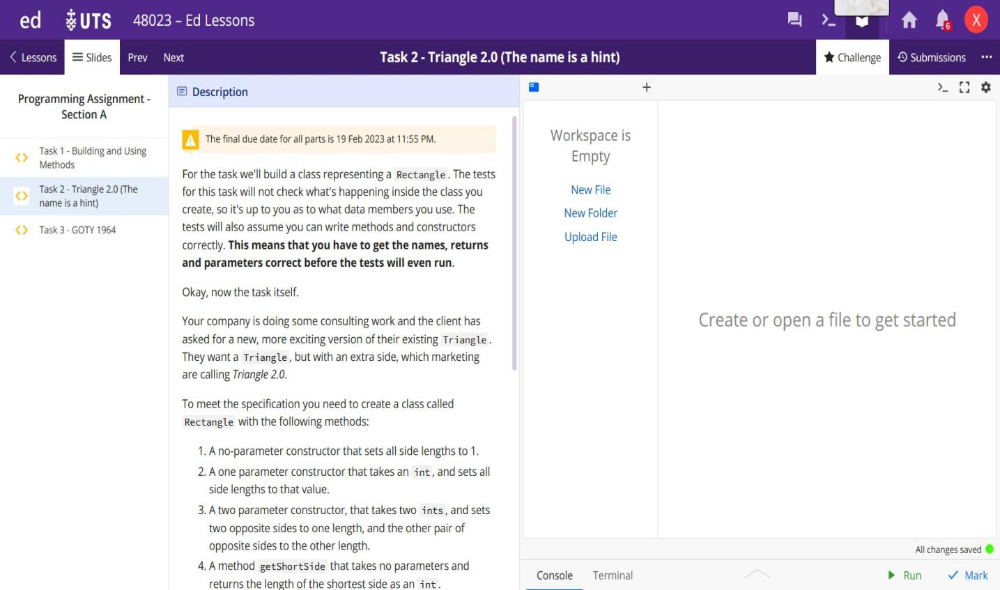 ed UTS 48023 – Ed Lessons 6 X
Lessons Slides Prev Next Task 2 - Triangle 2.0 (The name is a hint) Challenge Submissions
Programming Assignment -
Section A
Task 1 - Building and Using
Methods
Task 2 - Triangle 2.0 (The
name is a hint)
Task 3 - GOTY 1964
Description
The final due date for all parts is 19 Feb 2023 at 11:55 PM.
For the task we'll build a class representing a Rectangle. The tests
for this task will not check what's happening inside the class you
create, so it's up to you as to what data members you use. The
tests will also assume you can write methods and constructors
correctly. This means that you have to get the names, returns
and parameters correct before the tests will even run.
Okay, now the task itself.
Your company is doing some consulting work and the client has
asked for a new, more exciting version of their existing Triangle.
They want a Triangle, but with an extra side, which marketing
are calling Triangle 2.0.
To meet the specification you need to create a class called
Rectangle with the following methods:
1. A no-parameter constructor that sets all side lengths to 1.
2. A one parameter constructor that takes an int, and sets all
side lengths to that value.
3. A two parameter constructor, that takes two ints, and sets
two opposite sides to one length, and the other pair of
opposite sides to the other length.
4. A method getShortSide that takes no parameters and
returns the length of the shortest side as an int.
Workspace is
Empty
New File
New Folder
Upload File
Create or open a file to get started
All changes saved
Console Terminal Run Mark